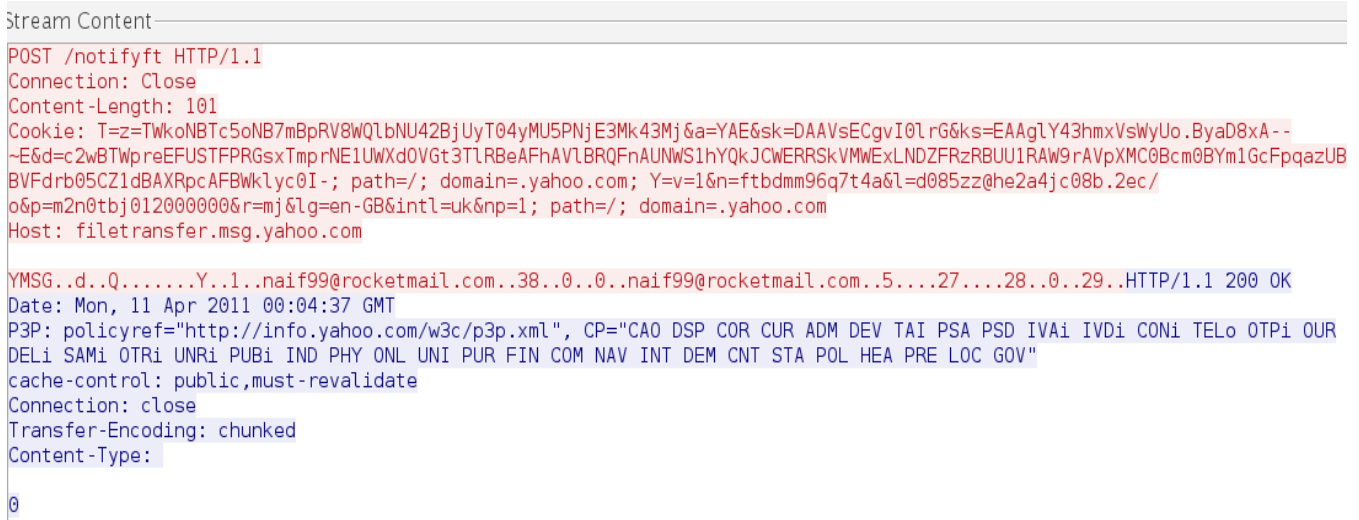 Stream Content
POST /notifyft HTTP/1.1
Connection: Close
Content-Length: 101
Cookie: T=z=TWkoNBTc5oNB7mBpRV8WQlbNU42BjUyT04yMU5PNjE3Mk43Mj&a=YAE&sk=DAAVsECgvI0lrG&ks=EAAglY43hmxVsWyUo.ByaD8xA--
~E&d=c2wBTWpreEFUSTFPRGsxTmprNE1UWXdOVGt3TlRBeAFhAVlBRQFnAUNWS1hYQkJCWERRSkVMWExLNDZFRzRBUU1RAW9rAVpXMC0Bcm0BYm1GcFpqazUB
BVFdrb05CZ1dBAXRpcAFBWklyc0I-; path=/; domain=.yahoo.com; Y=v=1&n=ftbdmm96q7t4a&l=d085zz@he2a4jc08b.2ec/
o&p=m2n0tbj012000000&r=mj&lg=en-GB&intl=uk&np=1; path=/; domain=.yahoo.com
Host: filetransfer.msg.yahoo.com
YMSG..d..Q.......Y..1..naif99@rocketmail.com..38..0..0..naif99@rocketmail.com..5....27....28..0..29..HTTP/1.1 200 OK
Date: Mon, 11 Apr 2011 00:04:37 GMT
P3P: policyref="http://info.yahoo.com/w3c/p3p.xml", CP="CAO DSP COR CUR ADM DEV TAI PSA PSD IVAi IVDi CONi TELo OTPi OUR
DELi SAMi OTRi UNRi PUBi IND PHY ONL UNI PUR FIN COM NAV INT DEM CNT STA POL HEA PRE LOC GOV"
cache-control: public,must-revalidate
Connection: close
Transfer-Encoding: chunked
Content-Type:
0